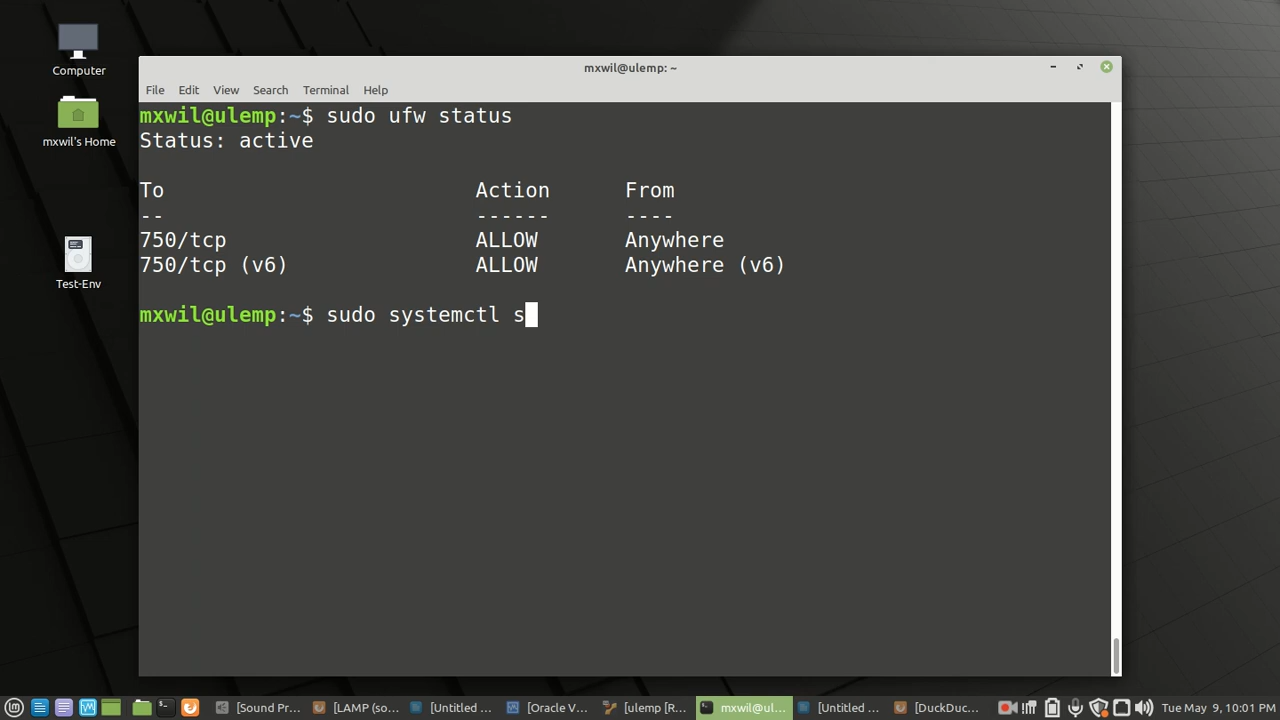 Computer
mxwil's Home
Test-Env
mxwil@ulemp: ~
File Edit View Search Terminal Help
mxwil@ulemp:~$ sudo ufw status
Status: active
To Action From
-- ------ ----
750/tcp ALLOW Anywhere
750/tcp (v6) ALLOW Anywhere (v6)
mxwil@ulemp:~$ sudo systemctl s
[Sound Pr... [LAMP (so... [Untitled ... [Oracle V... [ulemp [R... mxwil@ul... [Untitled ... [DuckDuc... Tue May 9, 10:01 PM